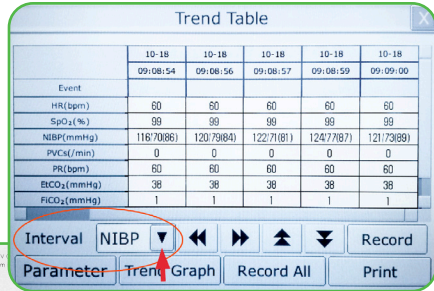 Trend Table X
10-18 10-18 10-18 10-18 10-18
09:08:54 09:08:56 09:08:57 09:08:59 09:09:00
Event
HR(bpm) 60 60 60 60 60
SpO₂(%) 99 99 99 99 99
NIBP(mmHg) 116/70(86) 120/79(84) 122/71(81) 124/77(87) 121/73(89)
PVCs(/min) 0 0 0 0 0
PR(bpm) 60 60 60 60 60
EtCO₂(mmHg) 38 38 38 38 38
FiCO₂(mmHg) 1 1 1 1 1
Interval NIBP Record
Parameter Trend Graph Record All Print